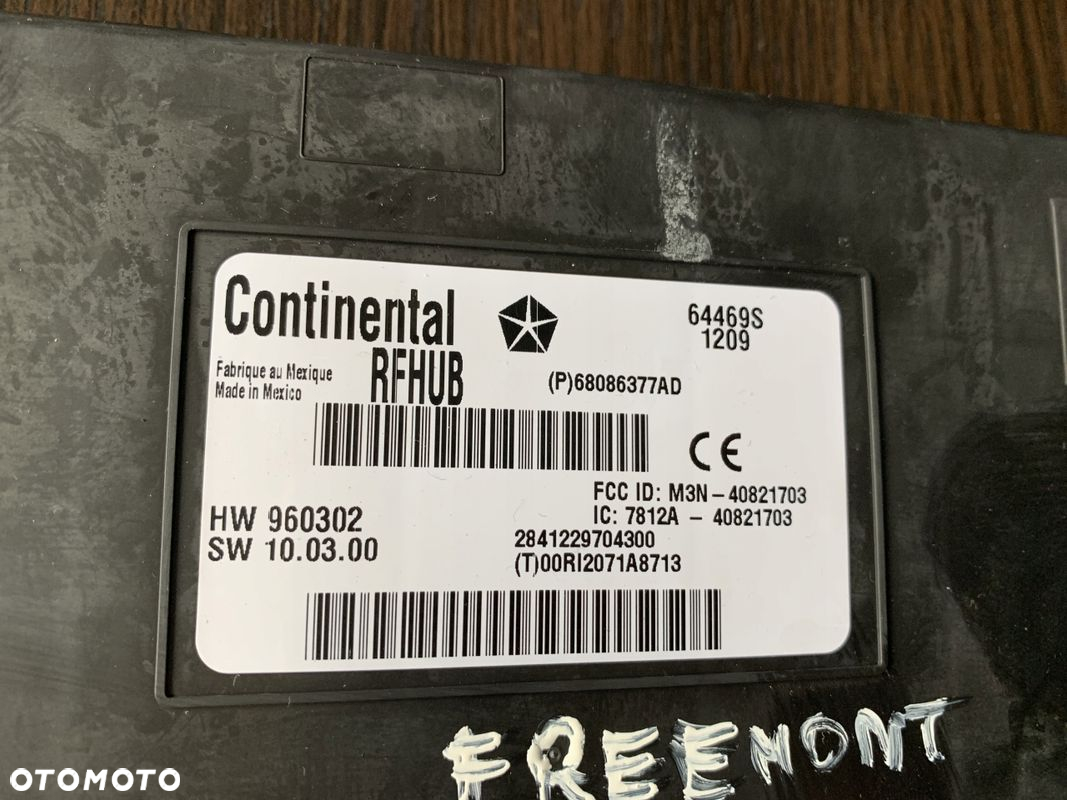 Continental
RFHUB
Fabrique au Mexique
Made in Mexico
64469S
1209
(P)68086377AD
CE
FCC ID: M3N-40821703
IC: 7812A - 40821703
HW 960302
SW 10.03.00
2841229704300
(T)00RI2071A8713
FREEMONT
OTOMOTO